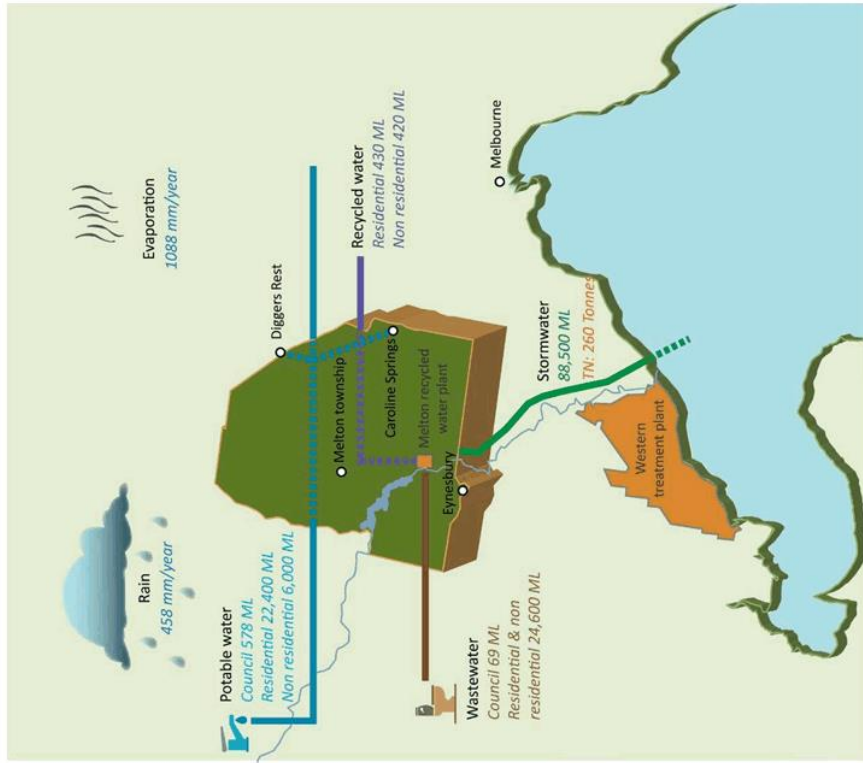 Rain
458 mm/year
Evaporation
1088 mm/year
Potable water
Council 578 ML
Residential 22,400 ML
Non residential 6,000 ML
Diggers Rest
Melton township
Caroline Springs
Melton recycled
water plant
Eynesbury
Recycled water
Residential 430 ML
Non residential 420 ML
Wastewater
Council 69 ML
Residential & non
residential 24,600 ML
Stormwater
88,500 ML
TN: 260 Tonnes
Melbourne
Western
treatment plant